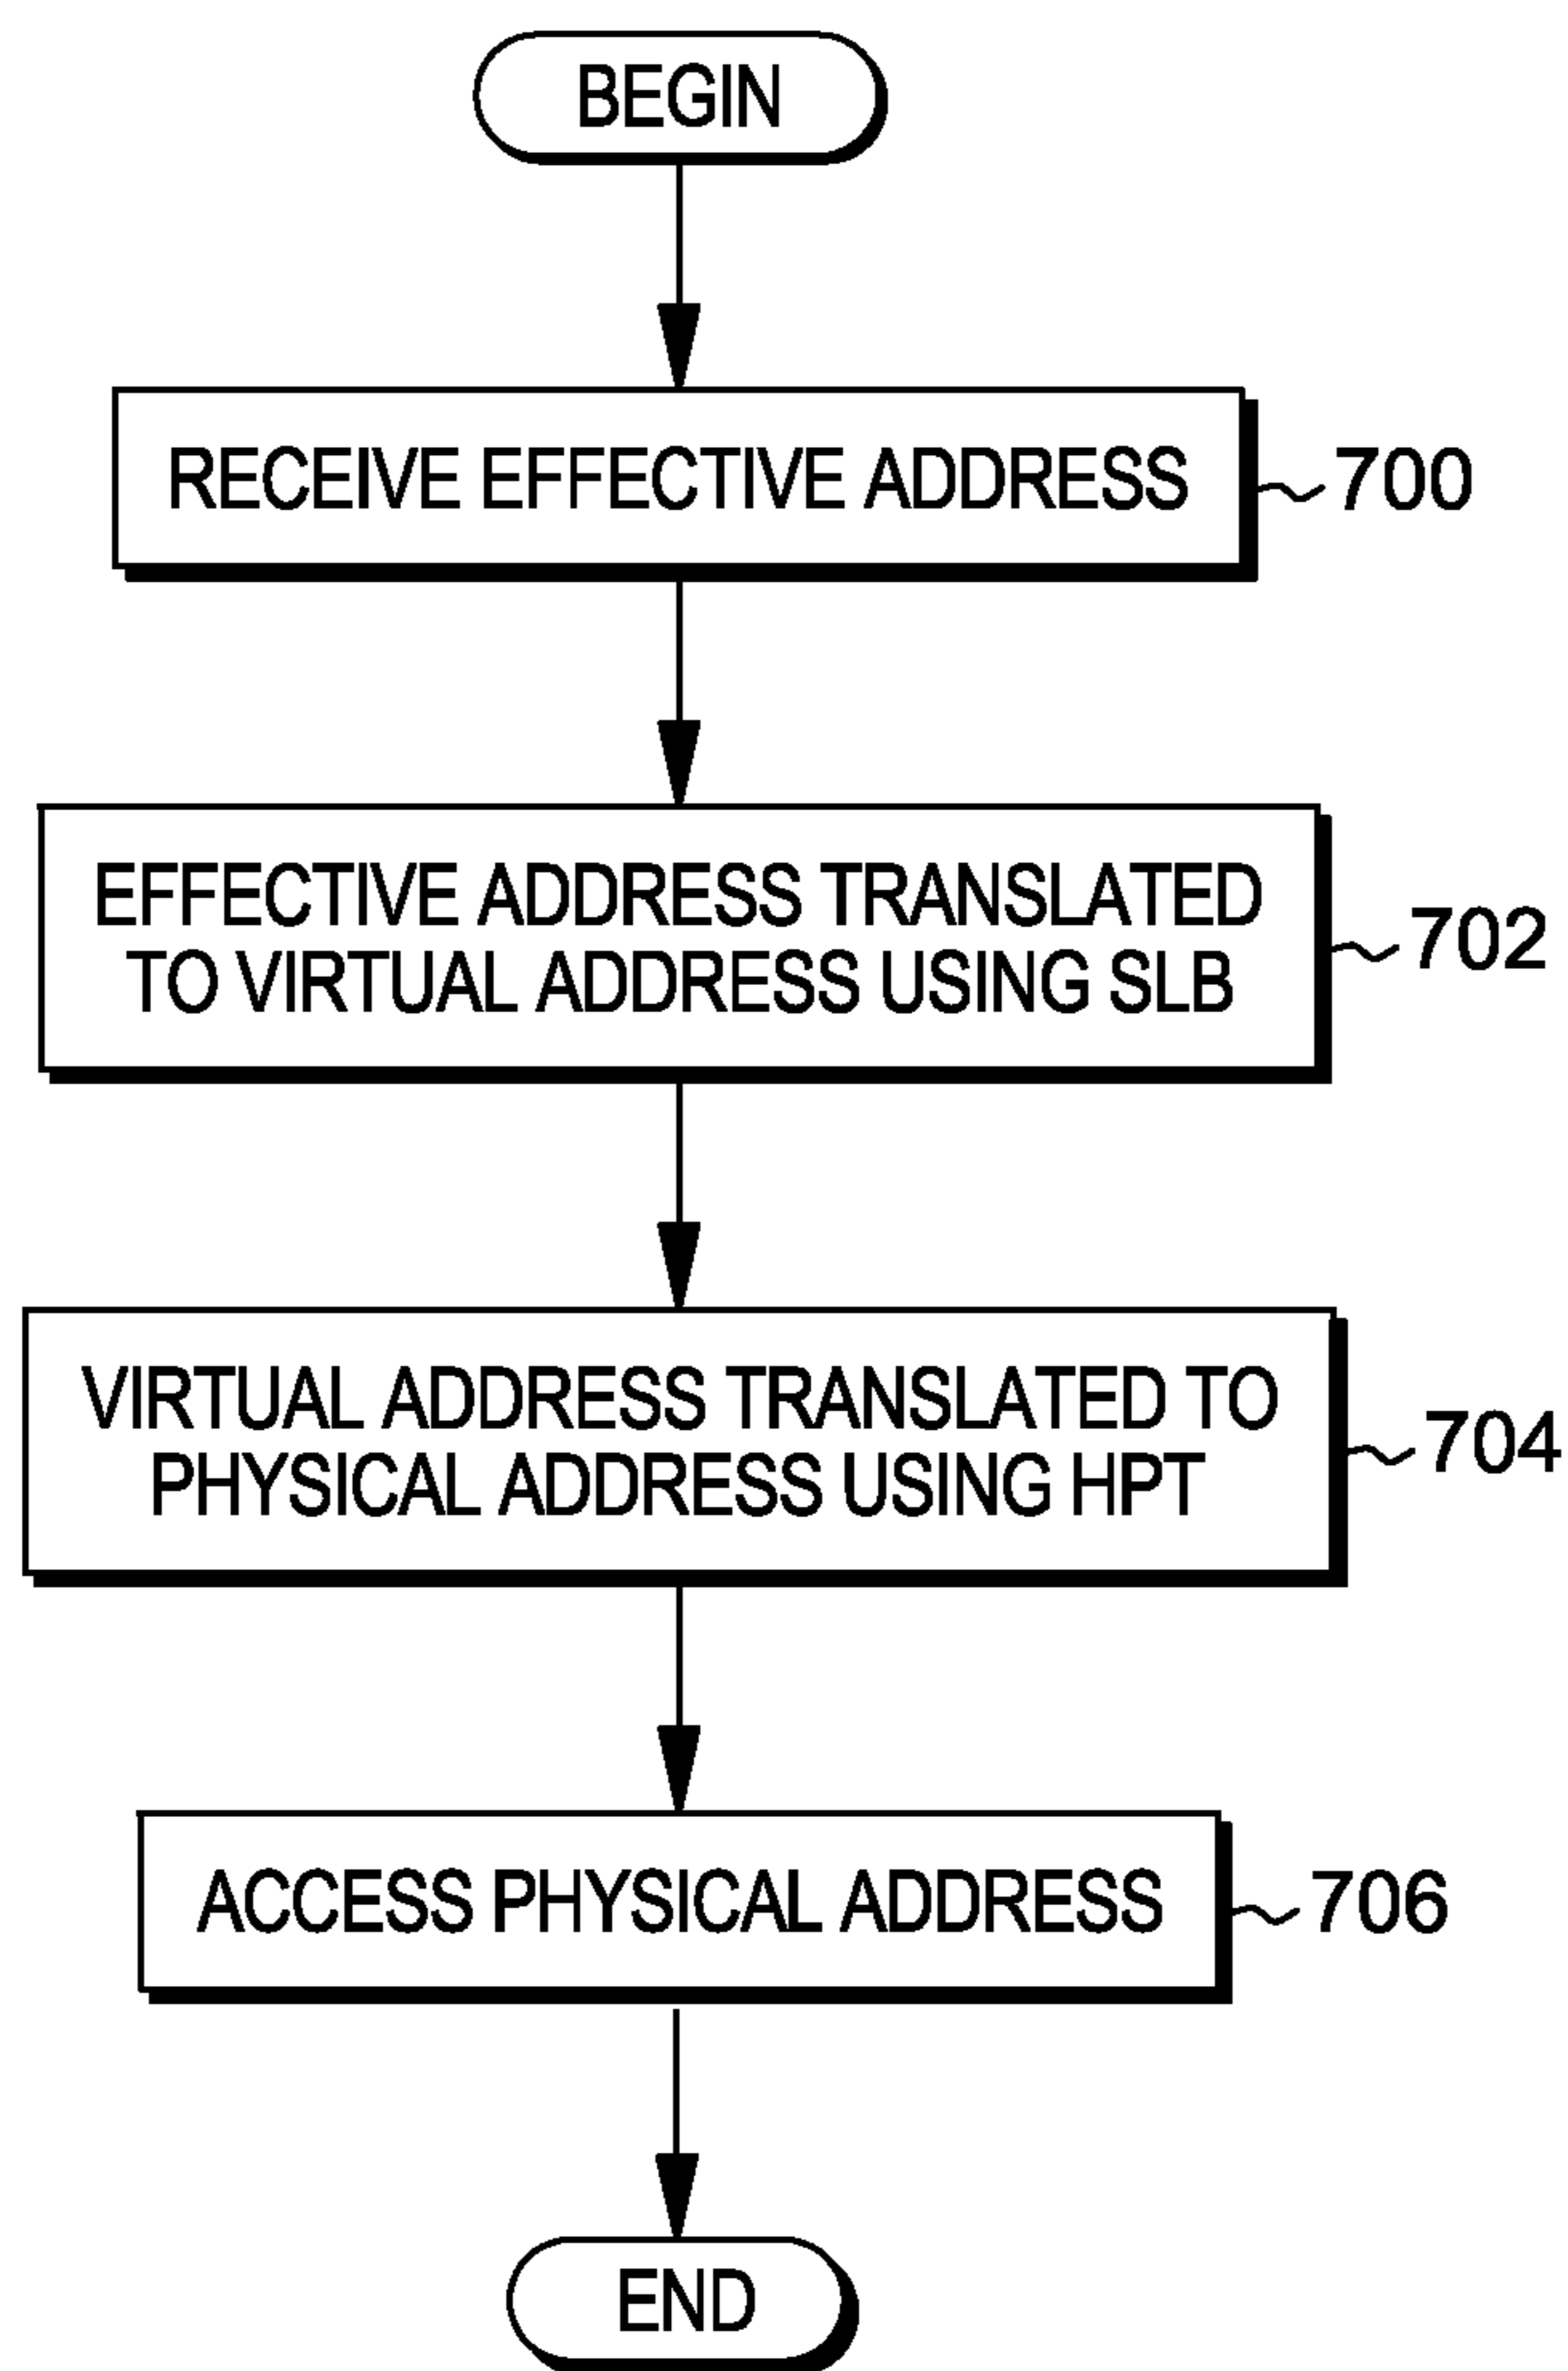 BEGIN
RECEIVE EFFECTIVE ADDRESS
700
EFFECTIVE ADDRESS TRANSLATED
TO VIRTUAL ADDRESS USING SLB
702
VIRTUAL ADDRESS TRANSLATED TO
PHYSICAL ADDRESS USING HPT
704
ACCESS PHYSICAL ADDRESS
706
END